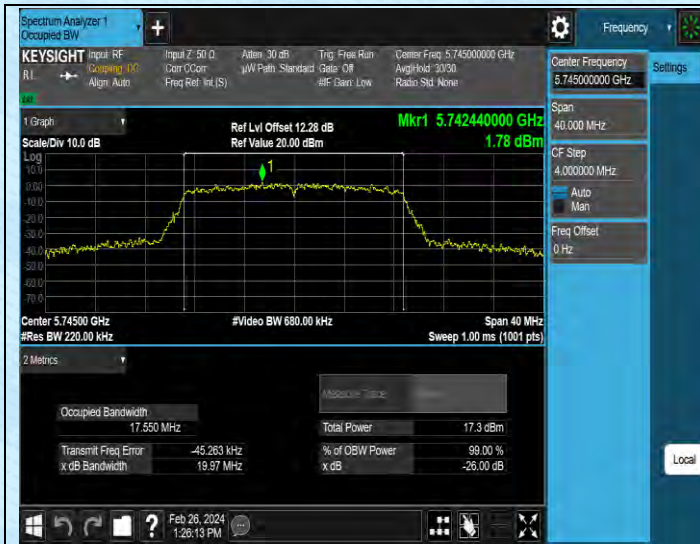 Spectrum Analyzer 1
Occupied BW
+
Frequency
KEYSIGHT
RL
Input: RF
Coupling: DC
Align: Auto
Input Z: 50 Ω
Corr CCorr
Freq Ref: Int (S)
Atten: 30 dB
µW Path: Standard
Trig: Free Run
Gate: Off
#IF Gain: Low
Center Freq: 5.745000000 GHz
Avg|Hold: 30/30
Radio Std: None
Center Frequency
5.745000000 GHz
Settings
Span
40.000 MHz
CF Step
4.000000 MHz
Auto
Man
Freq Offset
0 Hz
1 Graph
Scale/Div 10.0 dB
Ref Lvl Offset 12.28 dB
Ref Value 20.00 dBm
Mkr1 5.742440000 GHz
1.78 dBm
Log
10.0
0.00
-10.0
-20.0
-30.0
-40.0
-50.0
-60.0
-70.0
1
Center 5.74500 GHz
#Res BW 220.00 kHz
#Video BW 680.00 kHz
Span 40 MHz
Sweep 1.00 ms (1001 pts)
2 Metrics
Measure Trace
Occupied Bandwidth
17.550 MHz
Total Power 17.3 dBm
Transmit Freq Error -45.263 kHz
% of OBW Power 99.00 %
x dB Bandwidth 19.97 MHz
x dB -26.00 dB
Local
?
Feb 26, 2024
1:26:13 PM